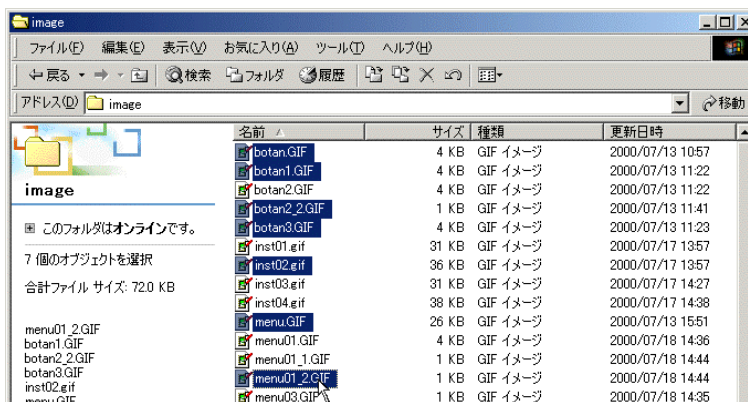 image
ファイル(F) 編集(E) 表示(V) お気に入り(A) ツール(T) ヘルプ(H)
戻る 検索 フォルダ 履歴
アドレス(D) image 移動
名前 サイズ 種類 更新日時
botan.GIF 4 KB GIF イメージ 2000/07/13 10:57
botan1.GIF 4 KB GIF イメージ 2000/07/13 11:22
botan2.GIF 4 KB GIF イメージ 2000/07/13 11:22
botan2_2.GIF 1 KB GIF イメージ 2000/07/13 11:41
botan3.GIF 4 KB GIF イメージ 2000/07/13 11:23
inst01.gif 31 KB GIF イメージ 2000/07/17 13:57
inst02.gif 36 KB GIF イメージ 2000/07/17 13:57
inst03.gif 31 KB GIF イメージ 2000/07/17 14:27
inst04.gif 38 KB GIF イメージ 2000/07/17 14:38
menu.GIF 26 KB GIF イメージ 2000/07/13 15:51
menu01.GIF 4 KB GIF イメージ 2000/07/18 14:36
menu01_1.GIF 1 KB GIF イメージ 2000/07/18 14:44
menu01_2.GIF 1 KB GIF イメージ 2000/07/18 14:44
menu03.GIF 1 KB GIF イメージ 2000/07/18 14:35
image
このフォルダはオンラインです。
7 個のオブジェクトを選択
合計ファイル サイズ: 72.0 KB
menu01_2.GIF
botan1.GIF
botan2_2.GIF
botan3.GIF
inst02.gif
menu.GIF